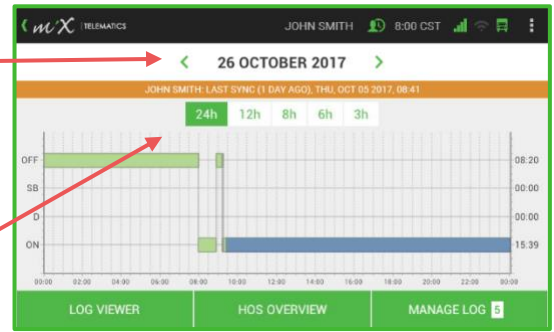 mix TELEMATICS JOHN SMITH 8:00 CST
26 OCTOBER 2017
JOHN SMITH: LAST SYNC (1 DAY AGO), THU, OCT 05 2017, 08:41
24h 12h 8h 6h 3h
OFF 08:20
SB 00:00
D 00:00
ON 15:39
00:00 02:00 04:00 06:00 08:00 10:00 12:00 14:00 16:00 18:00 20:00 22:00 00:00
LOG VIEWER HOS OVERVIEW MANAGE LOG 5